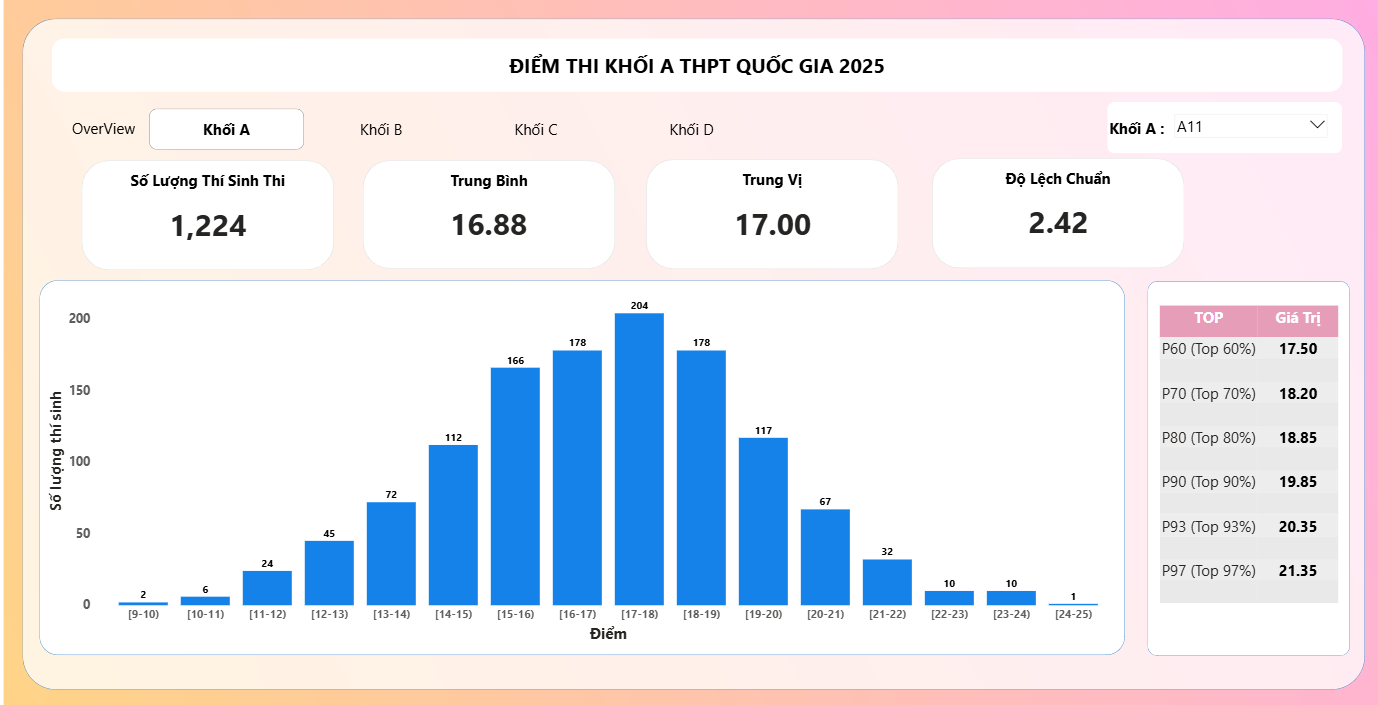 ĐIỂM THI KHỐI A THPT QUỐC GIA 2025
OverView
Khối A
Khối B
Khối C
Khối D
Khối A :
A11
Số Lượng Thí Sinh Thi
1,224
Trung Bình
16.88
Trung Vị
17.00
Độ Lệch Chuẩn
2.42
Số lượng thí sinh
200
150
100
50
0
2
6
24
45
72
112
166
178
204
178
117
67
32
10
10
1
[9-10)
[10-11)
[11-12)
[12-13)
[13-14)
[14-15)
[15-16)
[16-17)
[17-18)
[18-19)
[19-20)
[20-21)
[21-22)
[22-23)
[23-24)
[24-25)
Điểm
TOP Giá Trị
P60 (Top 60%) 17.50
P70 (Top 70%) 18.20
P80 (Top 80%) 18.85
P90 (Top 90%) 19.85
P93 (Top 93%) 20.35
P97 (Top 97%) 21.35